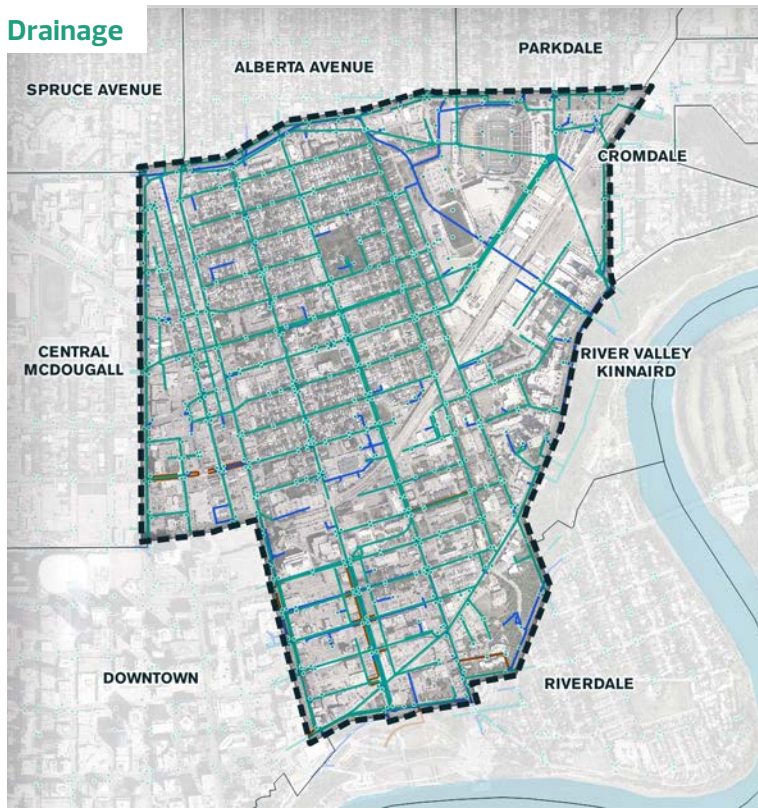 Drainage
PARKDALE
ALBERTA AVENUE
SPRUCE AVENUE
CROMDALE
CENTRAL
MCDOUGALL
RIVER VALLEY
KINNAIRD
DOWNTOWN
RIVERDALE